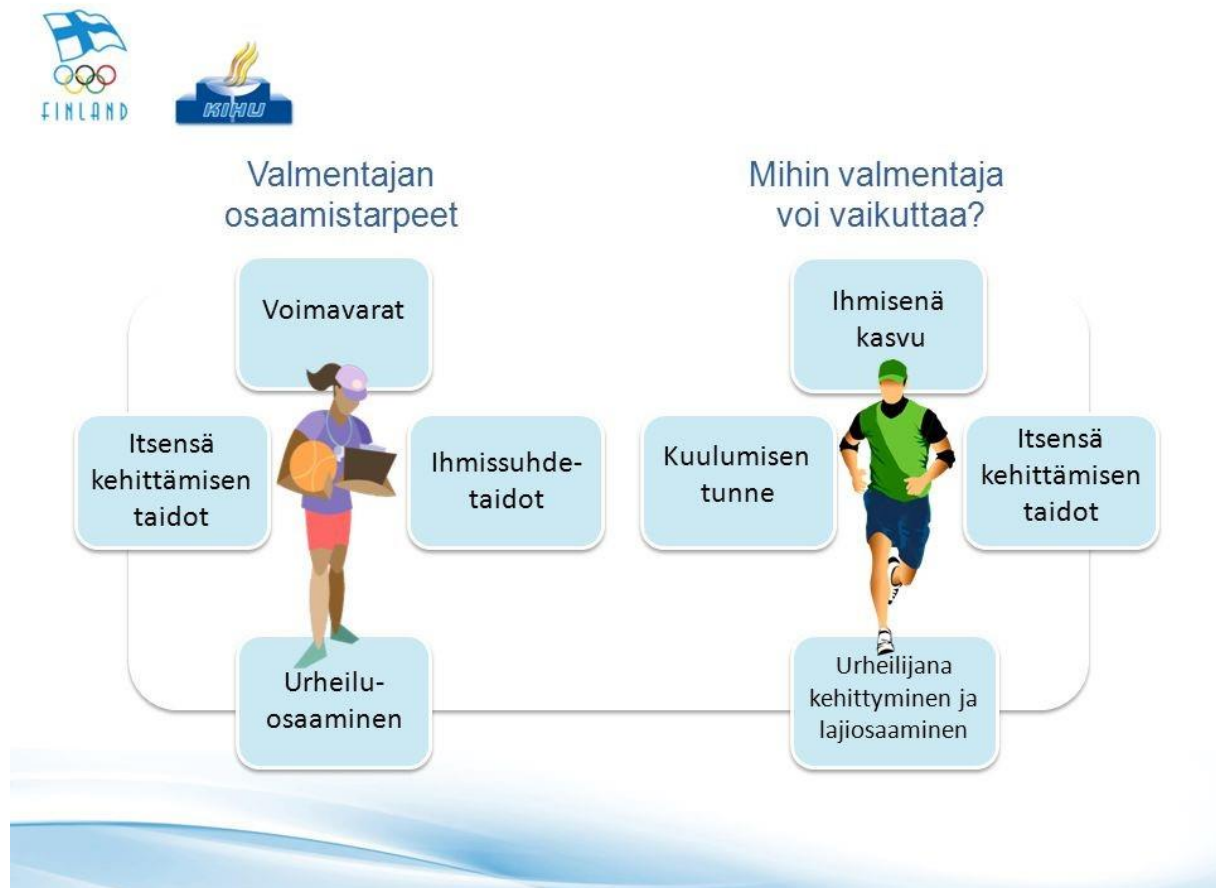 FINLAND
KIHU
Valmentajan
osaamistarpeet
Voimavarat
Itsensä
kehittämisen
taidot
Ihmissuhde-
taidot
Urheilu-
osaaminen
Mihin valmentaja
voi vaikuttaa?
Ihmisenä
kasvu
Kuulumisen
tunne
Itsensä
kehittämisen
taidot
Urheilijana
kehittyminen ja
lajiosaaminen